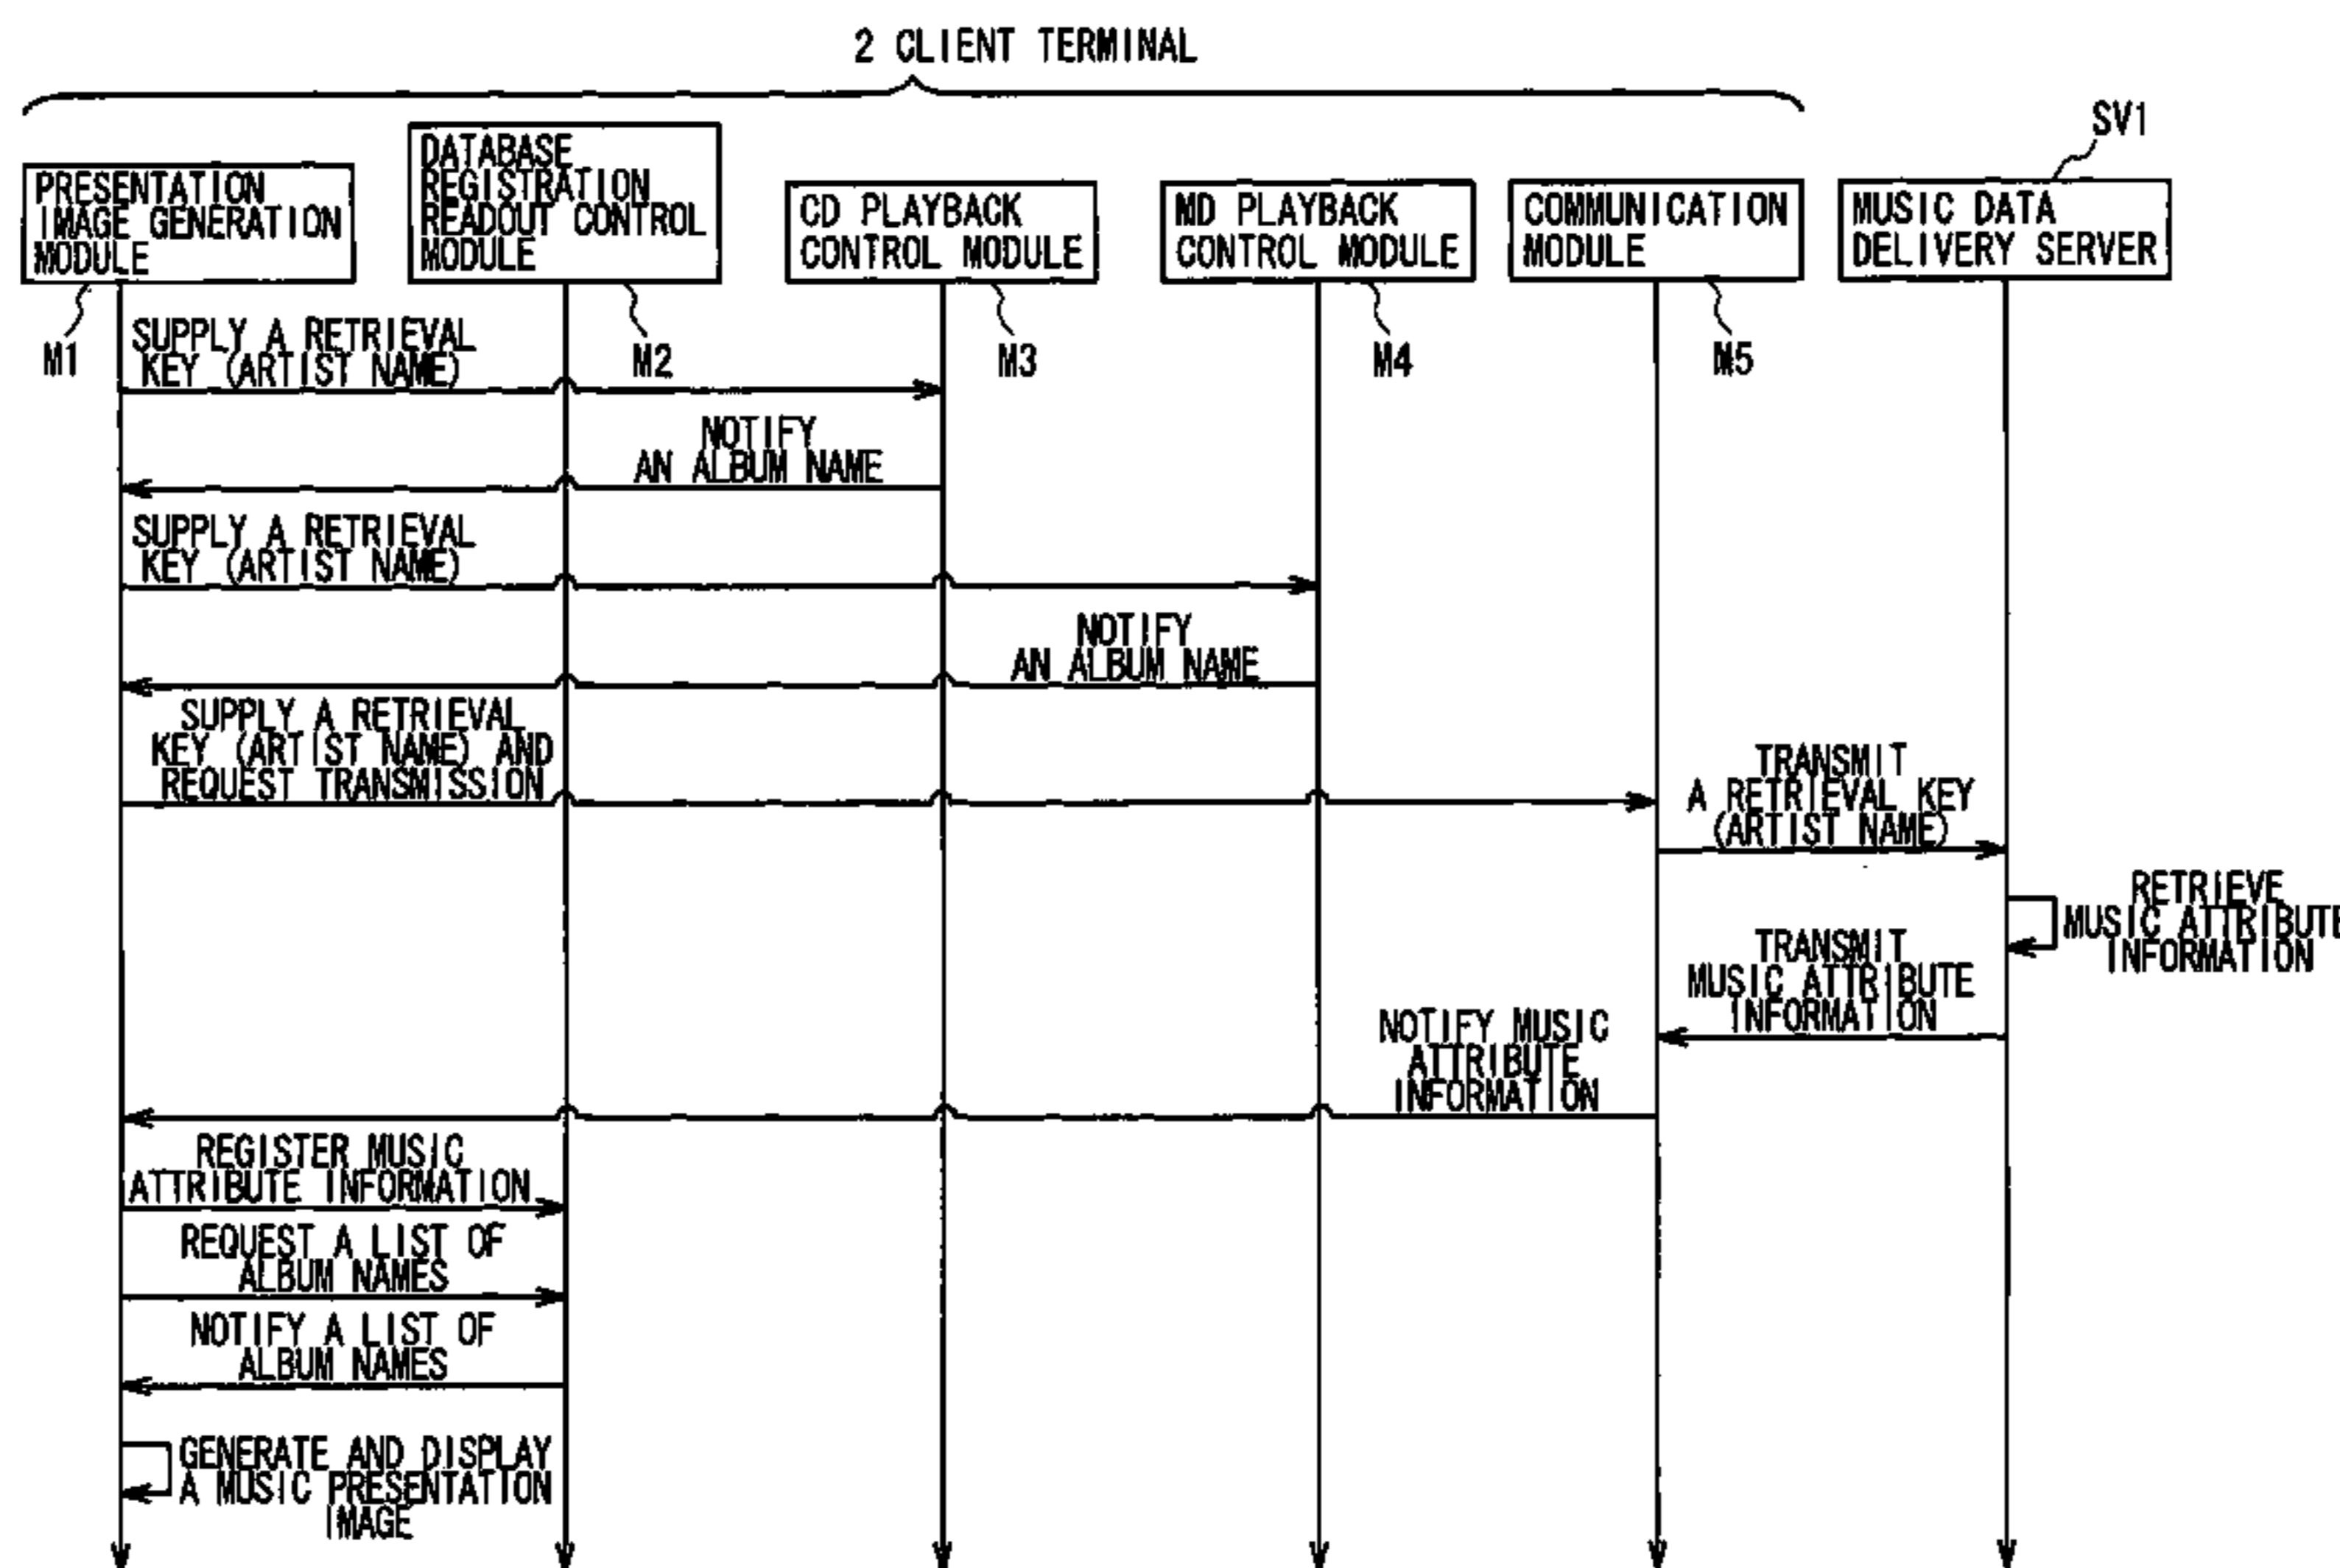 2 CLIENT TERMINAL
SV1
PRESENTATION
IMAGE GENERATION
MODULE
DATABASE
REGISTRATION
READOUT CONTROL
MODULE
CD PLAYBACK
CONTROL MODULE
MD PLAYBACK
CONTROL MODULE
COMMUNICATION
MODULE
MUSIC DATA
DELIVERY SERVER
M1
M2
M3
M4
M5
SUPPLY A RETRIEVAL
KEY (ARTIST NAME)
NOTIFY
AN ALBUM NAME
SUPPLY A RETRIEVAL
KEY (ARTIST NAME)
NOTIFY
AN ALBUM NAME
SUPPLY A RETRIEVAL
KEY (ARTIST NAME) AND
REQUEST TRANSMISSION
TRANSMIT
A RETRIEVAL KEY
(ARTIST NAME)
RETRIEVE
MUSIC ATTRIBUTE
INFORMATION
TRANSMIT
MUSIC ATTRIBUTE
INFORMATION
NOTIFY MUSIC
ATTRIBUTE
INFORMATION
REGISTER MUSIC
ATTRIBUTE INFORMATION
REQUEST A LIST OF
ALBUM NAMES
NOTIFY A LIST OF
ALBUM NAMES
GENERATE AND DISPLAY
A MUSIC PRESENTATION
IMAGE